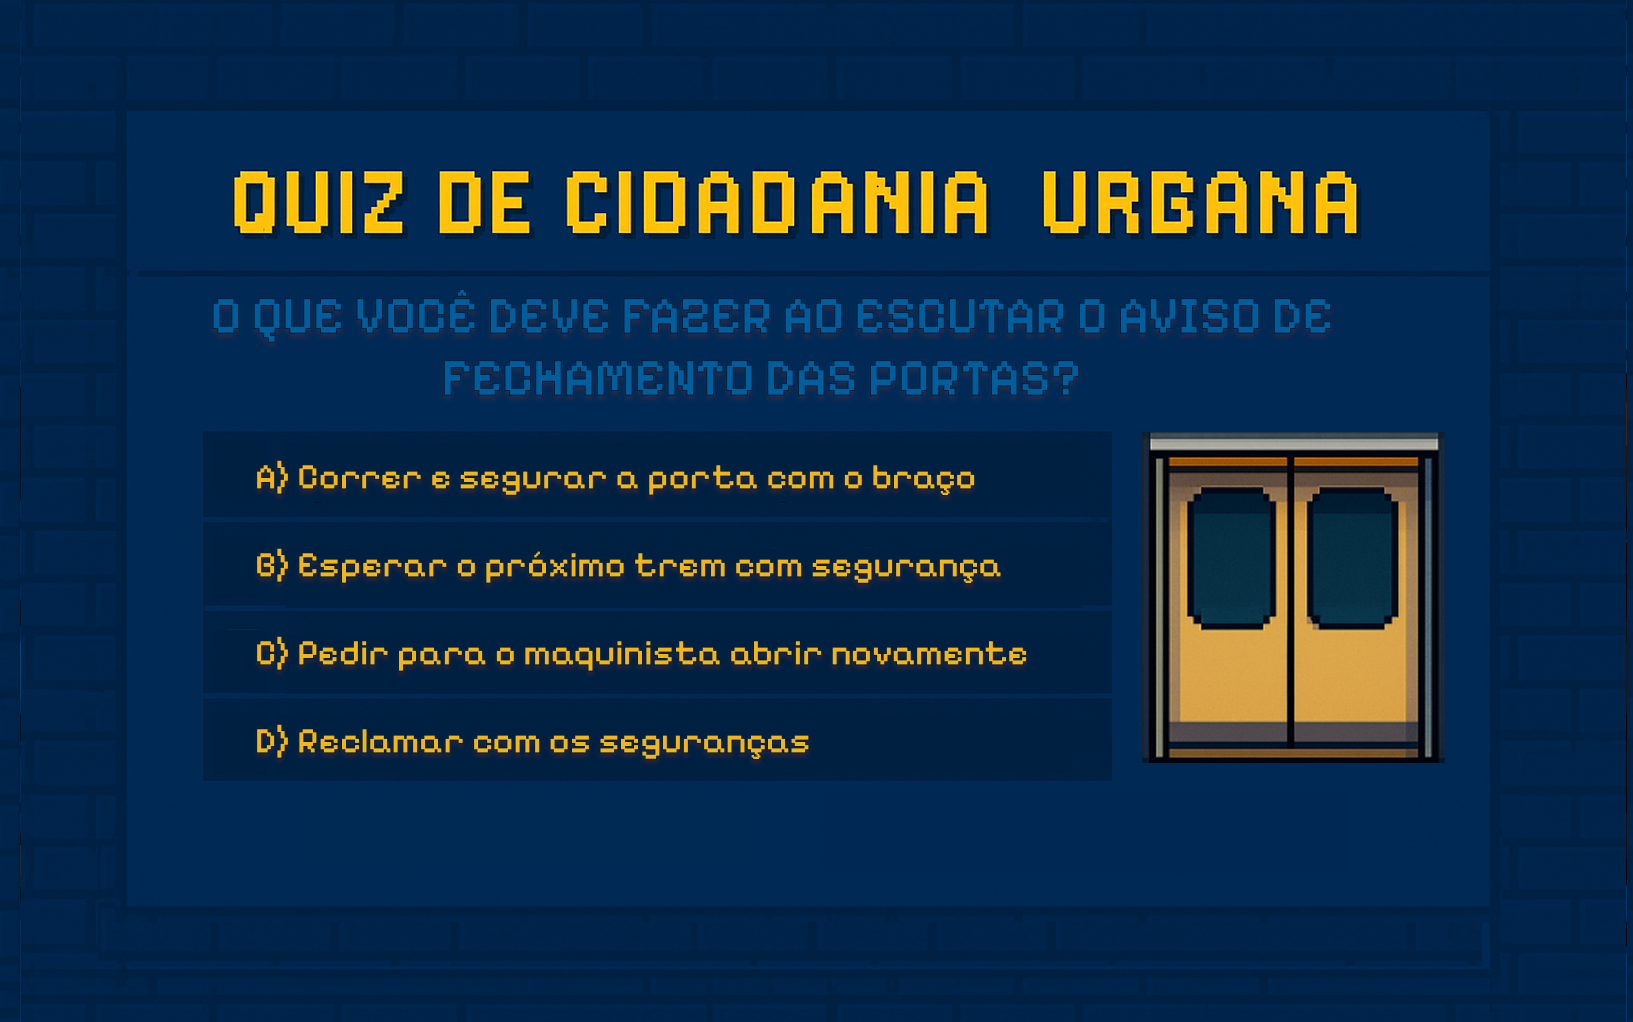 QUIZ DE CIDADANIA URGANA
O QUE VOCÊ DEVE FAZER AO ESCUTAR O AVISO DE
FECHAMENTO DAS PORTAS?
A) Correr e segurar a porta com o braço
B) Esperar o próximo trem com segurança
C) Pedir para o maquinista abrir novamente
D) Reclamar com os seguranças